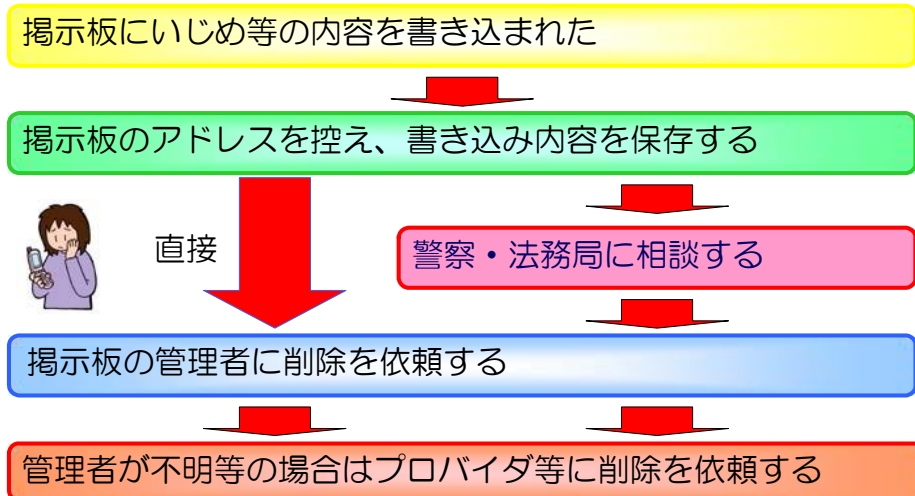 掲示板にいじめ等の内容を書き込まれた
掲示板のアドレスを控え、書き込み内容を保存する
直接
警察・法務局に相談する
掲示板の管理者に削除を依頼する
管理者が不明等の場合はプロバイダ等に削除を依頼する